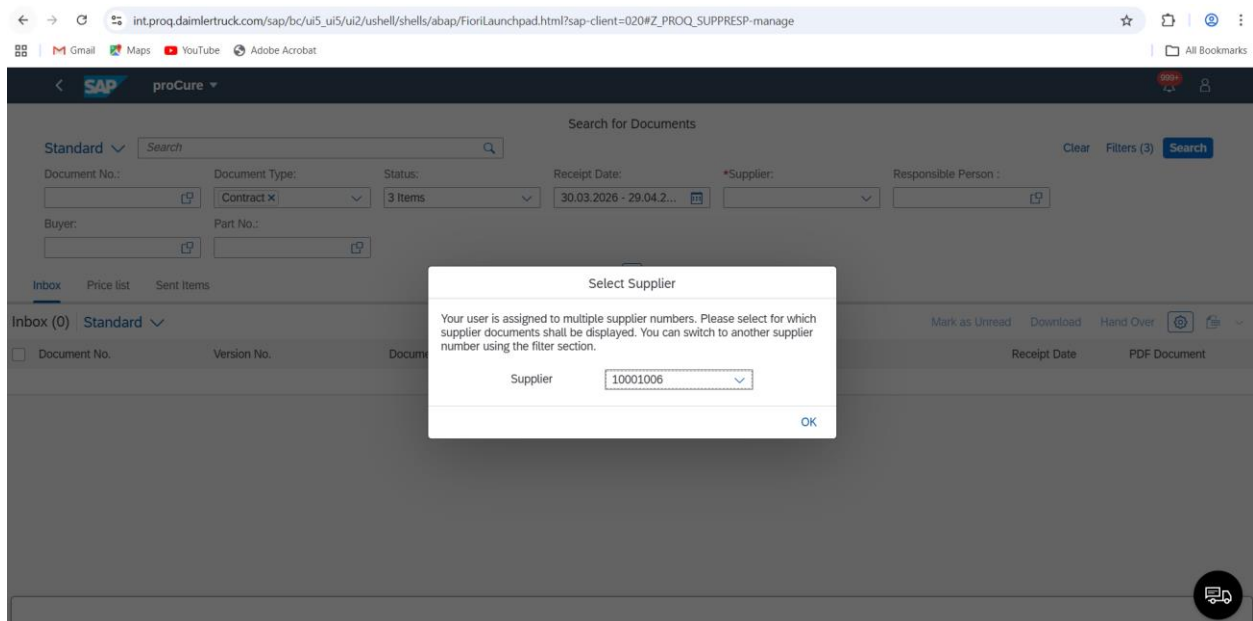 int.proq.daimlertruck.com/sap/bc/ui5_ui5/ui2/ushell/shells/abap/FioriLaunchpad.html?sap-client=020#Z_PROQ_SUPPRESP-manage
Gmail Maps YouTube Adobe Acrobat All Bookmarks
SAP proCure 999+
Search for Documents
Standard Search Clear Filters (3) Search
Document No.: Document Type: Status: Receipt Date: *Supplier: Responsible Person :
Contract 3 Items 30.03.2026 - 29.04.2...
Buyer: Part No.:
Inbox Price list Sent Items
Select Supplier
Your user is assigned to multiple supplier numbers. Please select for which
supplier documents shall be displayed. You can switch to another supplier
number using the filter section.
Supplier 10001006
OK
Inbox (0) Standard Mark as Unread Download Hand Over
Document No. Version No. Docume Receipt Date PDF Document